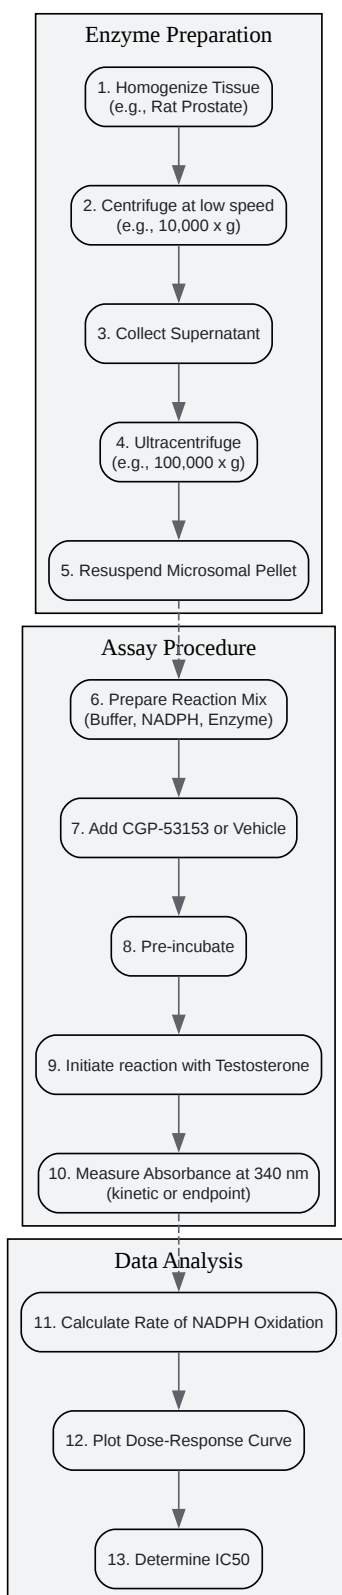 Enzyme Preparation
1. Homogenize Tissue
(e.g., Rat Prostate)
2. Centrifuge at low speed
(e.g., 10,000 x g)
3. Collect Supernatant
4. Ultracentrifuge
(e.g., 100,000 x g)
5. Resuspend Microsomal Pellet
Assay Procedure
6. Prepare Reaction Mix
(Buffer, NADPH, Enzyme)
7. Add CGP-53153 or Vehicle
8. Pre-incubate
9. Initiate reaction with Testosterone
10. Measure Absorbance at 340 nm
(kinetic or endpoint)
Data Analysis
11. Calculate Rate of NADPH Oxidation
12. Plot Dose-Response Curve
13. Determine IC50